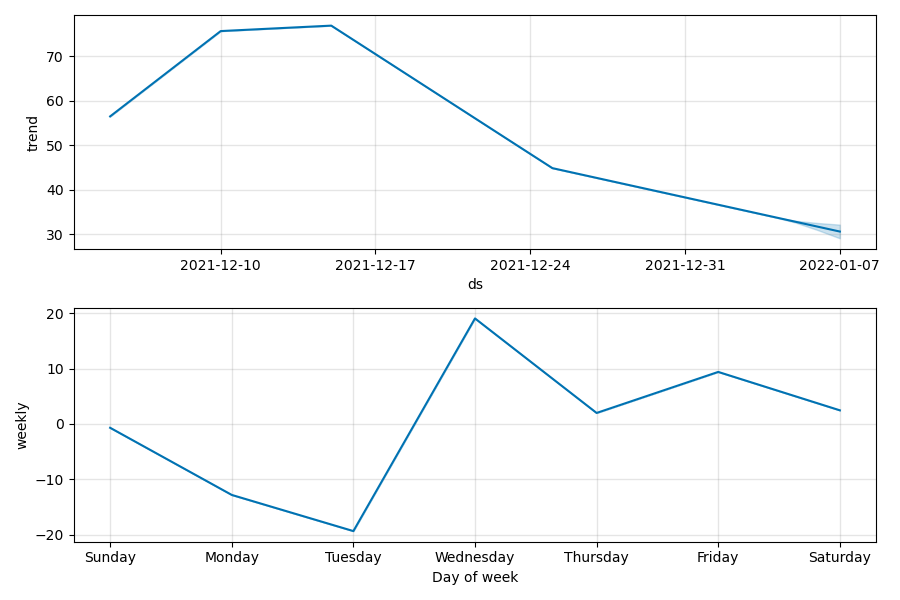 70
60
50
40
30
trend
2021-12-10 2021-12-17 2021-12-24 2021-12-31 2022-01-07
ds
20
10
0
−10
−20
weekly
Sunday Monday Tuesday Wednesday Thursday Friday Saturday
Day of week